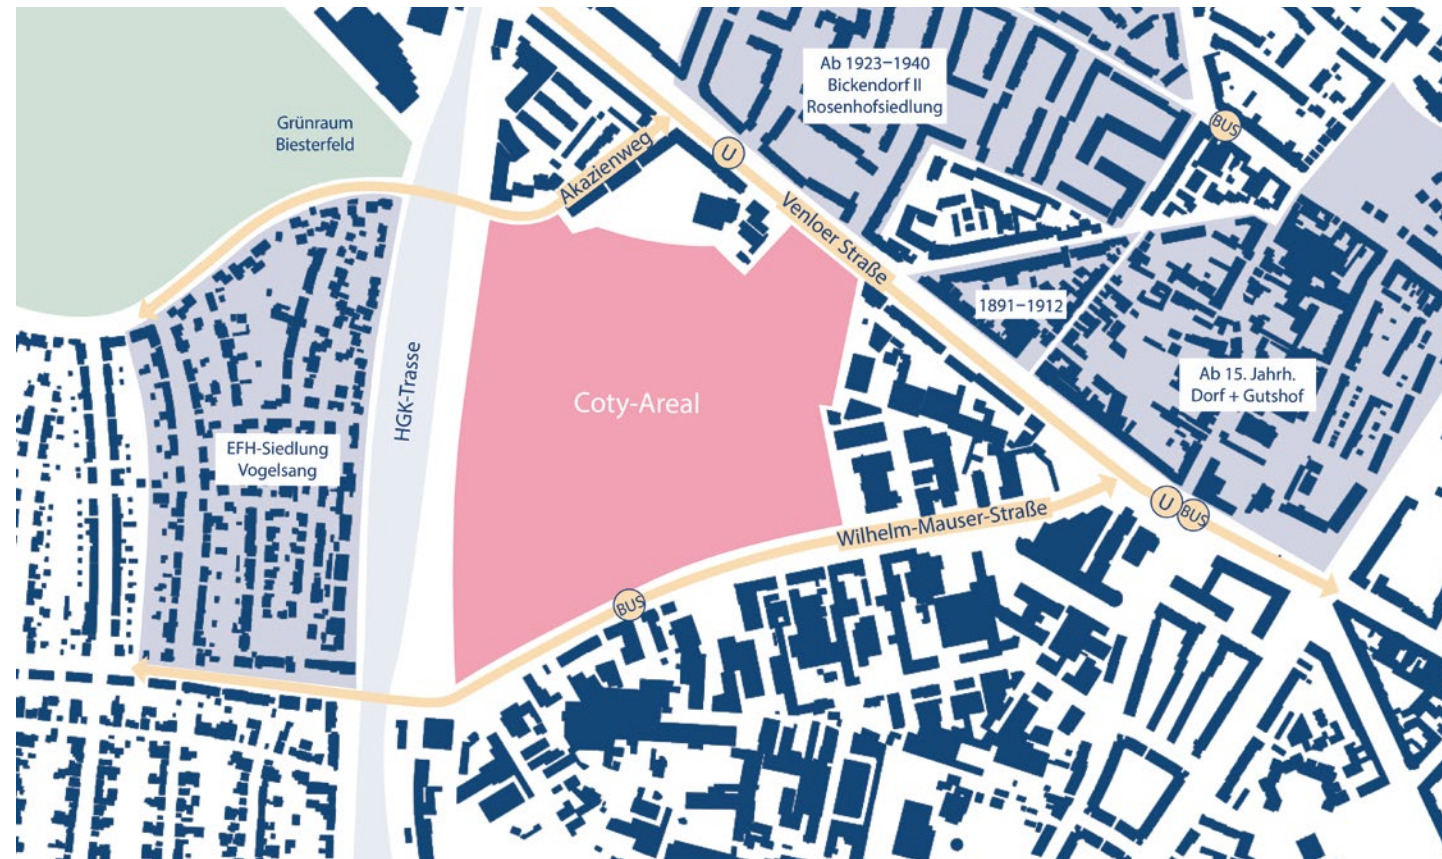 Ab 1923–1940
Bickendorf II
Rosenhofsiedlung
Grünraum
Biesterfeld
BUS
Akazienweg
U
Venloer Straße
1891–1912
HGK-Trasse
Ab 15. Jahrh.
Dorf + Gutshof
Coty-Areal
EFH-Siedlung
Vogelsang
U
BUS
Wilhelm-Mauser-Straße
BUS